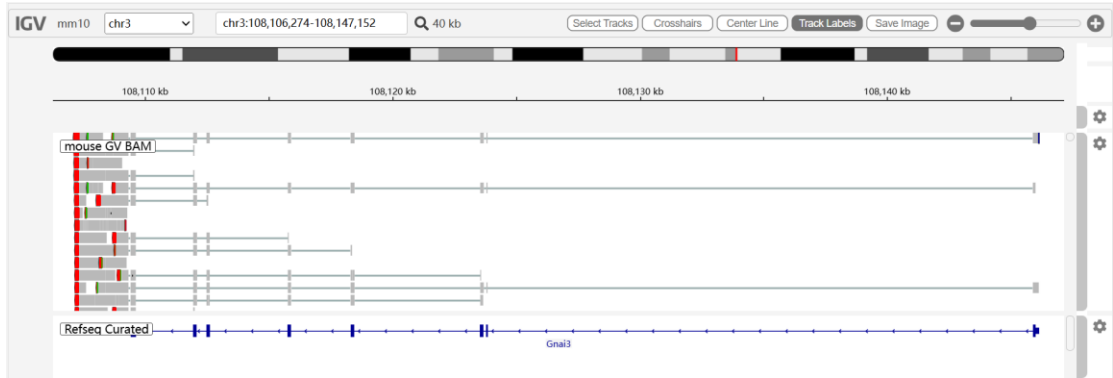 IGV mm10 chr3 chr3:108,106,274-108,147,152 40 kb Select Tracks Crosshairs Center Line Track Labels Save Image
108,110 kb 108,120 kb 108,130 kb 108,140 kb
mouse GV BAM
Refseq Curated
Gnai3